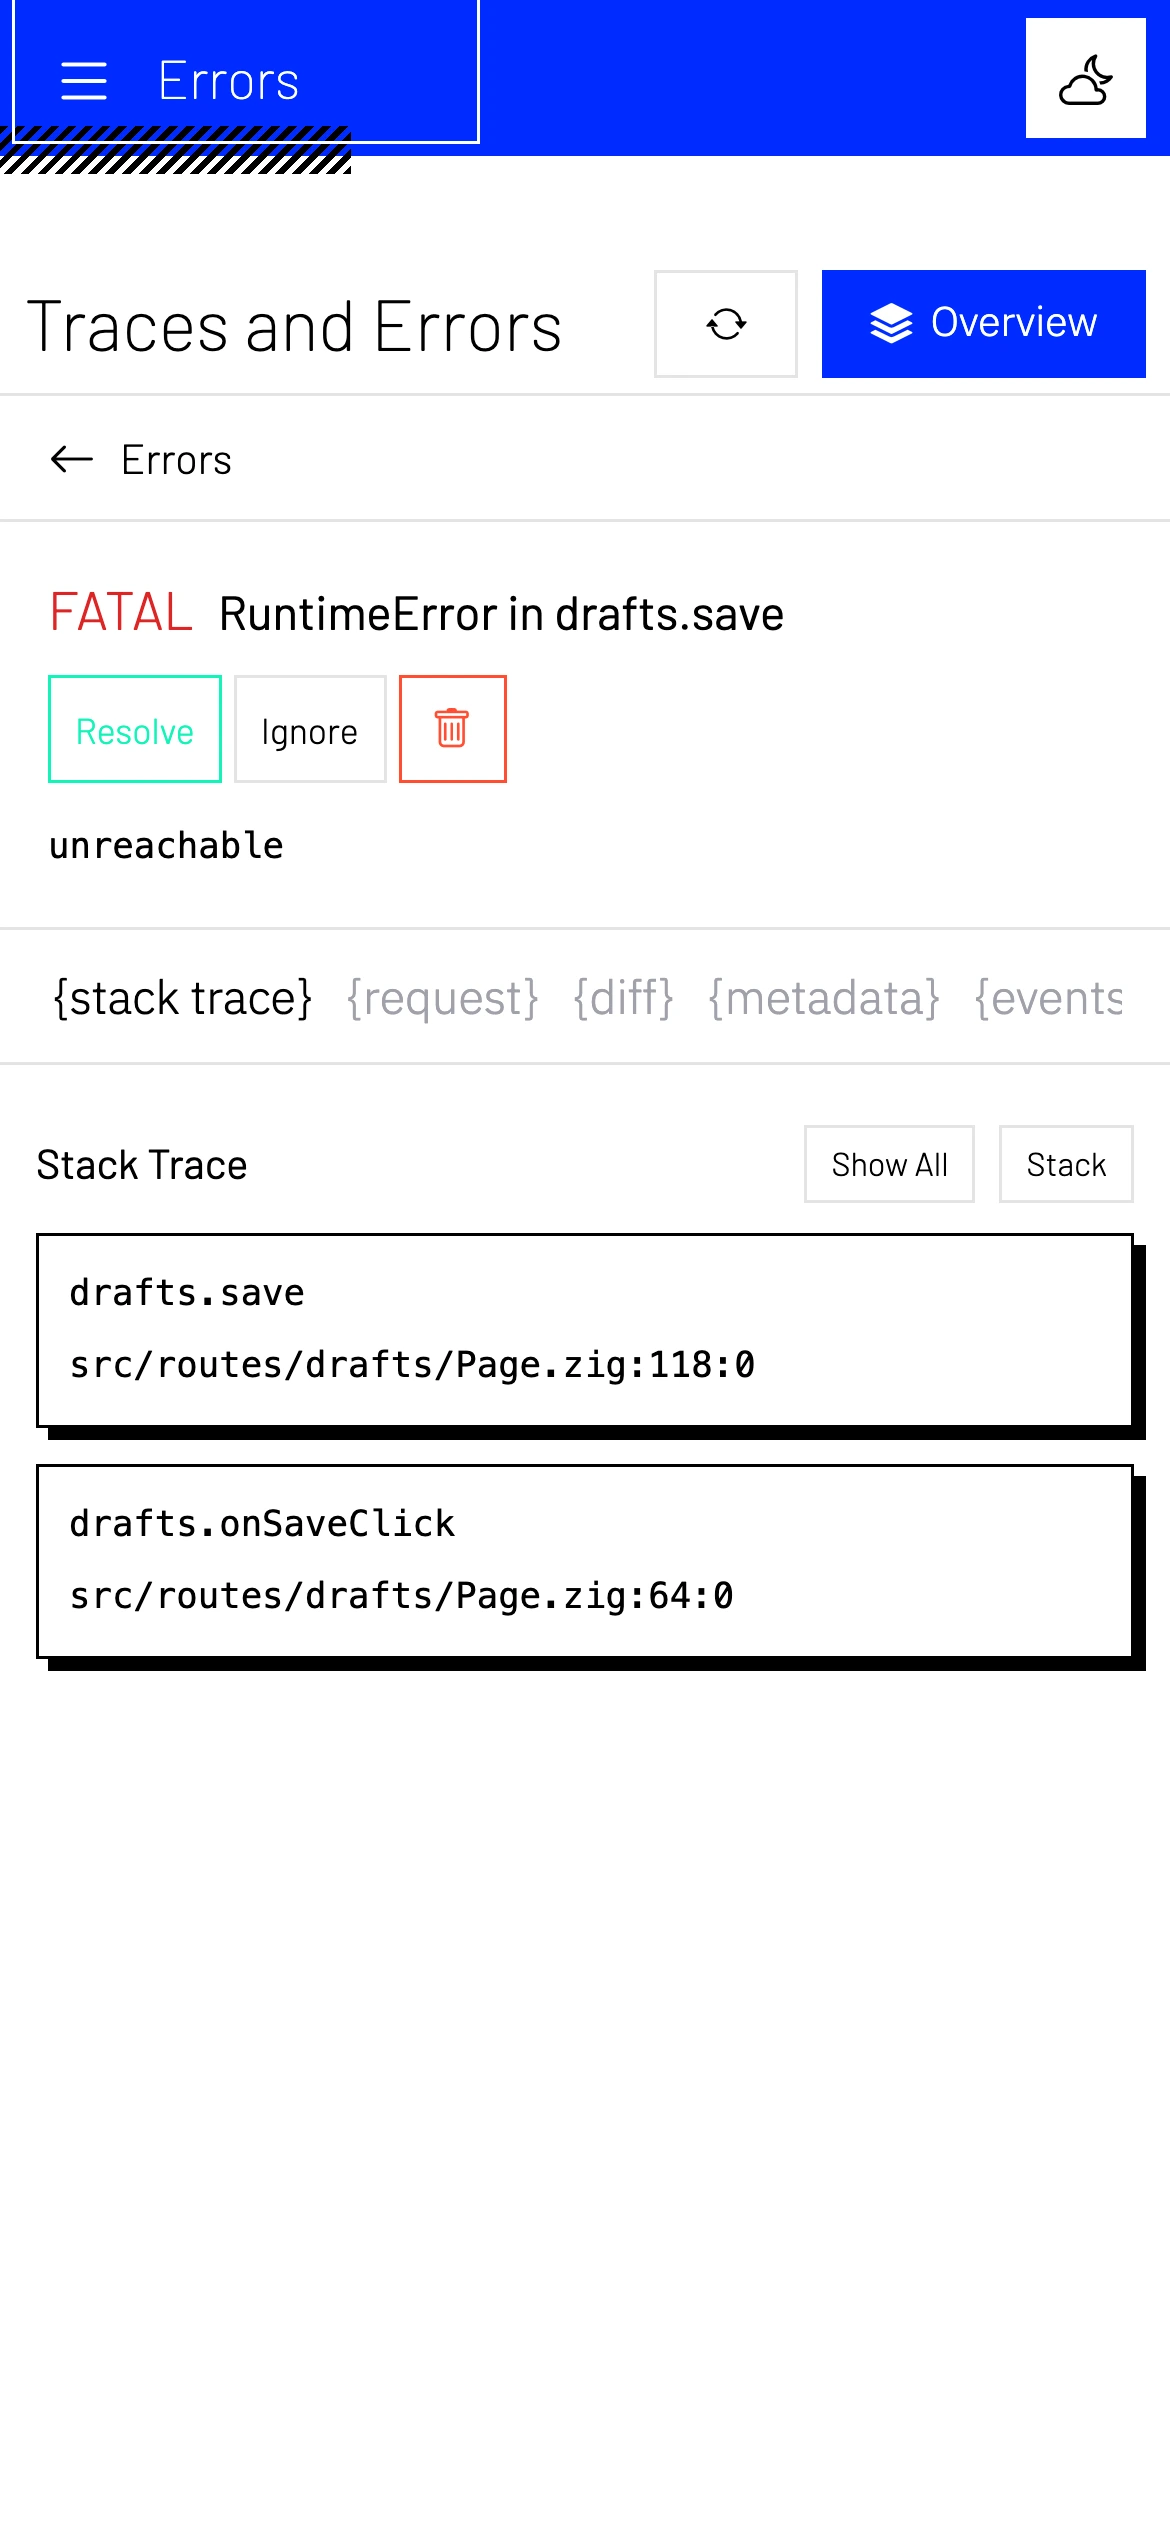 Errors
Traces and Errors
Overview
Errors
FATAL RuntimeError in drafts.save
Resolve
Ignore
unreachable
{stack trace} {request} {diff} {metadata} {events
Stack Trace
Show All
Stack
drafts.save
src/routes/drafts/Page.zig:118:0
drafts.onSaveClick
src/routes/drafts/Page.zig:64:0